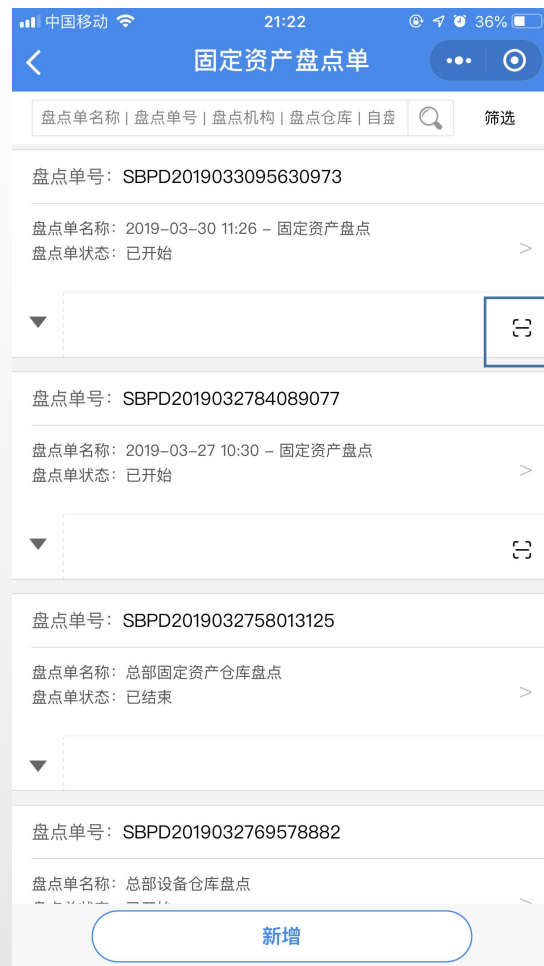 中国移动 21:22 36%
固定资产盘点单
盘点单名称 | 盘点单号 | 盘点机构 | 盘点仓库 | 自盘 筛选
盘点单号：SBPD2019033095630973
盘点单名称：2019-03-30 11:26 - 固定资产盘点
盘点单状态：已开始
盘点单号：SBPD2019032784089077
盘点单名称：2019-03-27 10:30 - 固定资产盘点
盘点单状态：已开始
盘点单号：SBPD2019032758013125
盘点单名称：总部固定资产仓库盘点
盘点单状态：已结束
盘点单号：SBPD2019032769578882
盘点单名称：总部设备仓库盘点
新增